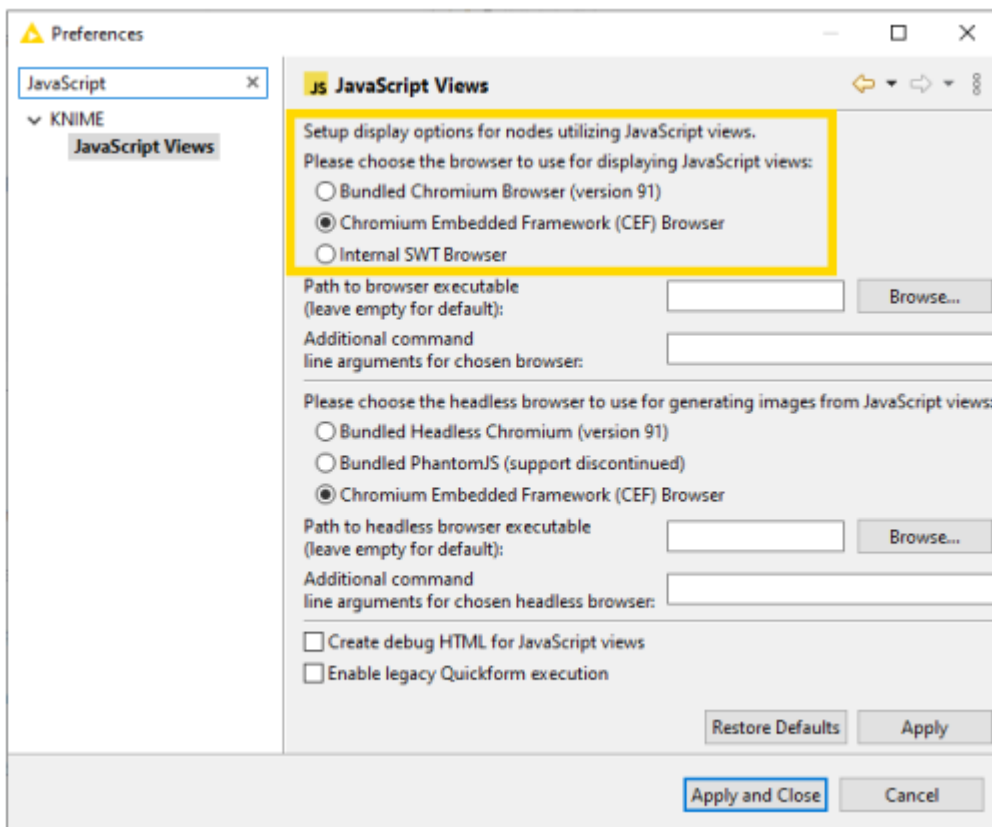 Preferences
JavaScript
KNIME
JavaScript Views
JS JavaScript Views
Setup display options for nodes utilizing JavaScript views.
Please choose the browser to use for displaying JavaScript views:
Bundled Chromium Browser (version 91)
Chromium Embedded Framework (CEF) Browser
Internal SWT Browser
Path to browser executable
(leave empty for default):
Browse...
Additional command
line arguments for chosen browser:
Please choose the headless browser to use for generating images from JavaScript views:
Bundled Headless Chromium (version 91)
Bundled PhantomJS (support discontinued)
Chromium Embedded Framework (CEF) Browser
Path to headless browser executable
(leave empty for default):
Browse...
Additional command
line arguments for chosen headless browser:
Create debug HTML for JavaScript views
Enable legacy Quickform execution
Restore Defaults
Apply
Apply and Close
Cancel